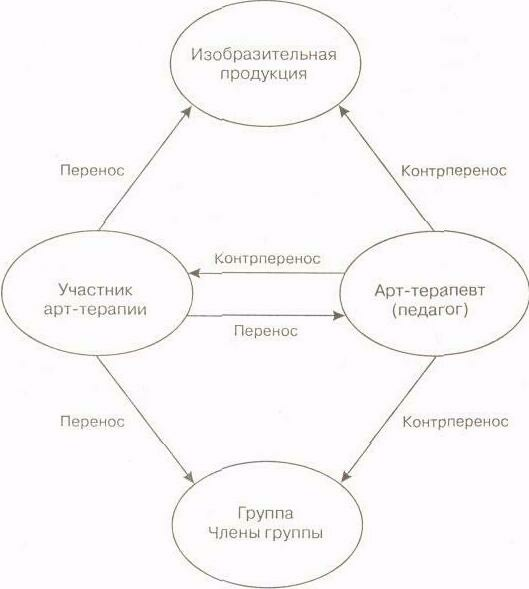 Изобразительная
продукция
Перенос
Контрперенос
Контрперенос
Участник
арт-терапии
Арт-терапевт
(педагог)
Перенос
Перенос
Контрперенос
Группа
Члены группы